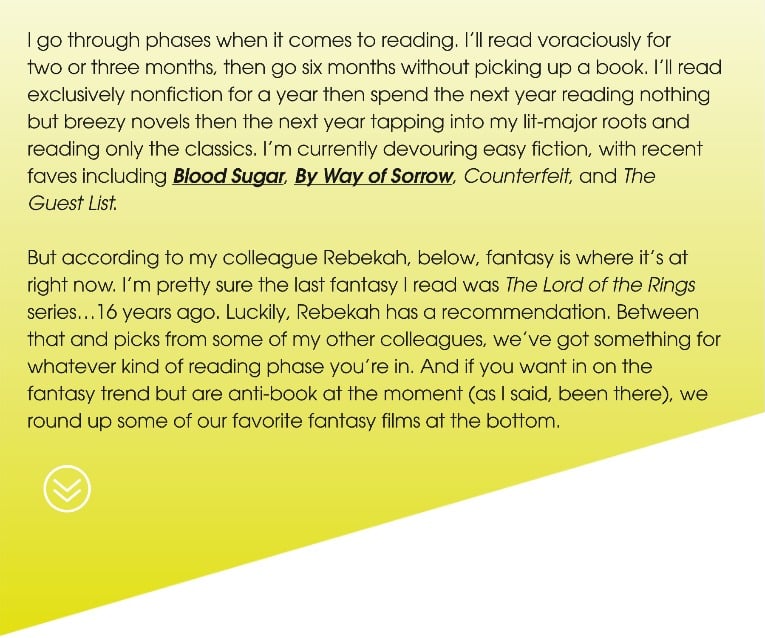 I go through phases when it comes to reading. I'll read voraciously for
two or three months, then go six months without picking up a book. I'll read
exclusively nonfiction for a year then spend the next year reading nothing
but breezy novels then the next year tapping into my lit-major roots and
reading only the classics. I'm currently devouring easy fiction, with recent
faves including Blood Sugar, By Way of Sorrow, Counterfeit, and The
Guest List.
But according to my colleague Rebekah, below, fantasy is where it's at
right now. I'm pretty sure the last fantasy I read was The Lord of the Rings
series…16 years ago. Luckily, Rebekah has a recommendation. Between
that and picks from some of my other colleagues, we've got something for
whatever kind of reading phase you're in. And if you want in on the
fantasy trend but are anti-book at the moment (as I said, been there), we
round up some of our favorite fantasy films at the bottom.